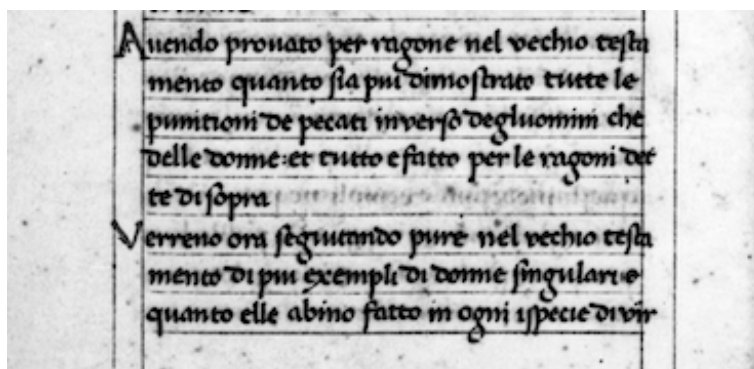 Auendo prouato per ragone nel vechio testa
mento quanto sia piu dimostrato tutte le
punitioni de pecati inverso degluomini che
delle donne: et tutto e fatto per le ragoni det
te di sopra
Verreno ora seguitando pure nel vechio testa
mento di piu exempli di donne singulari e
quanto elle abino fatto in ogni ispecie di vir